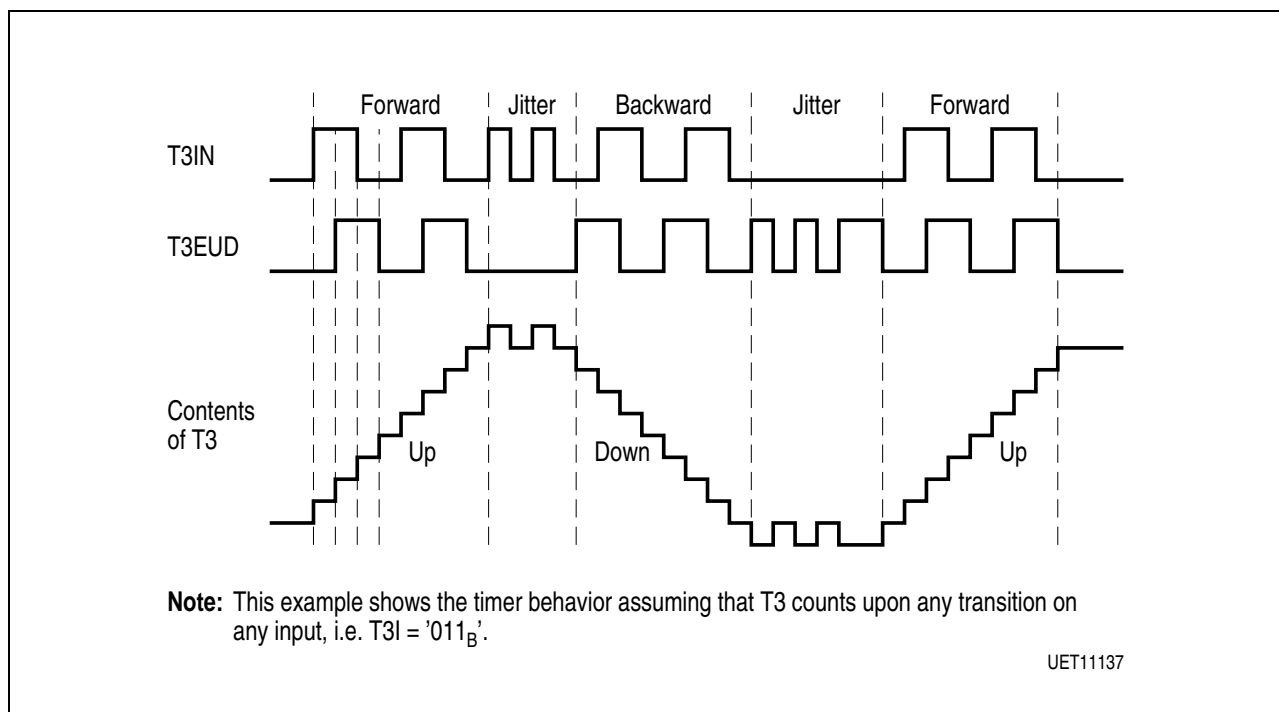 Forward Jitter Backward Jitter Forward
T3IN
T3EUD
Contents
of T3
Up Down Up
Note: This example shows the timer behavior assuming that T3 counts upon any transition on
any input, i.e. T3I = '011B'.
UET11137